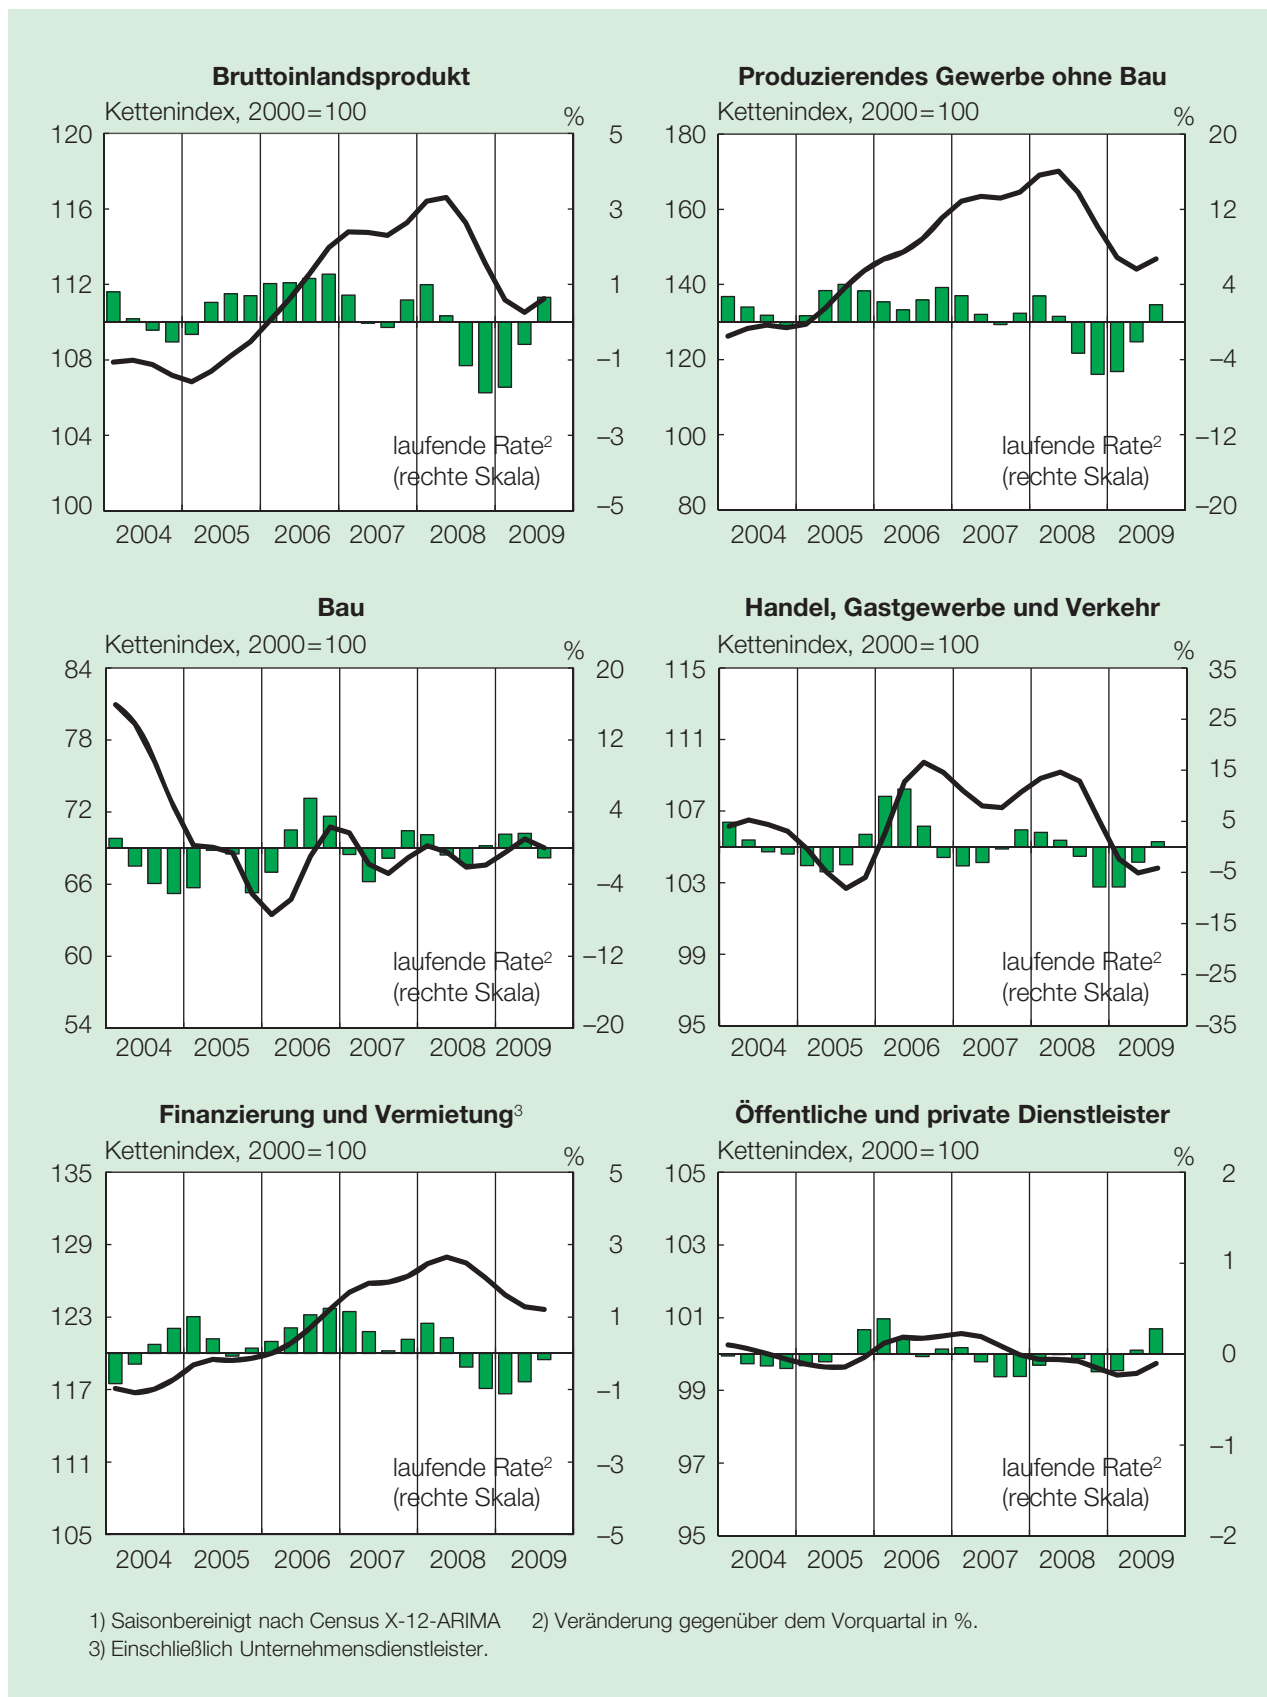 Bruttoinlandsprodukt
Kettenindex, 2000=100
%
120
116
112
108
104
100
5
3
1
–1
–3
–5
laufende Rate2
(rechte Skala)
2004 2005 2006 2007 2008 2009
Produzierendes Gewerbe ohne Bau
Kettenindex, 2000=100
%
180
160
140
120
100
80
20
12
4
–4
–12
–20
laufende Rate2
(rechte Skala)
2004 2005 2006 2007 2008 2009
Bau
Kettenindex, 2000=100
%
84
78
72
66
60
54
20
12
4
–4
–12
–20
laufende Rate2
(rechte Skala)
2004 2005 2006 2007 2008 2009
Handel, Gastgewerbe und Verkehr
Kettenindex, 2000=100
%
115
111
107
103
99
95
35
25
15
5
–5
–15
–25
–35
laufende Rate2
(rechte Skala)
2004 2005 2006 2007 2008 2009
Finanzierung und Vermietung3
Kettenindex, 2000=100
%
135
129
123
117
111
105
5
3
1
–1
–3
–5
laufende Rate2
(rechte Skala)
2004 2005 2006 2007 2008 2009
Öffentliche und private Dienstleister
Kettenindex, 2000=100
%
105
103
101
99
97
95
2
1
0
–1
–2
laufende Rate2
(rechte Skala)
2004 2005 2006 2007 2008 2009
1) Saisonbereinigt nach Census X-12-ARIMA 2) Veränderung gegenüber dem Vorquartal in %.
3) Einschließlich Unternehmensdienstleister.